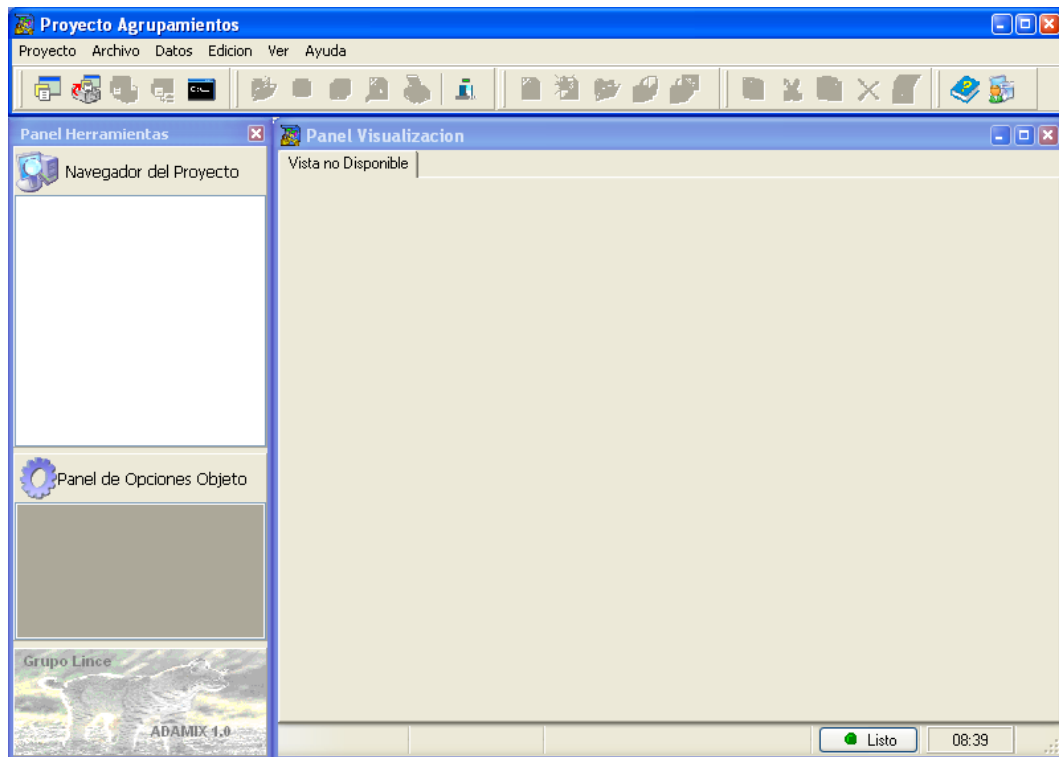 Proyecto Agrupamientos
Proyecto Archivo Datos Edicion Ver Ayuda
C:\_
Panel Herramientas
Panel Visualizacion
Navegador del Proyecto
Vista no Disponible
Panel de Opciones Objeto
Grupo Lince
ADAMIX 1,0
Listo
08:39